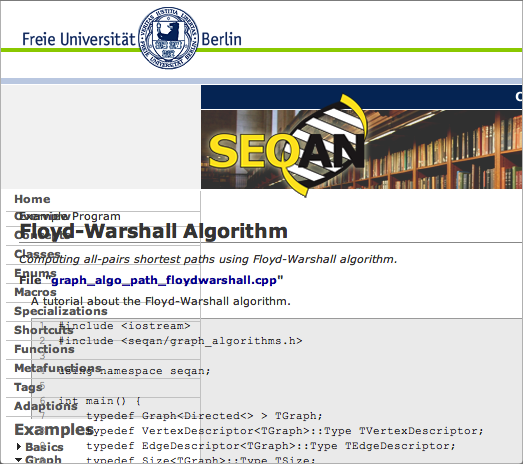 Freie Universität Berlin
SEQAN
Home
Overview
Example Program
Concepts
Floyd-Warshall Algorithm
Classes
Computing all-pairs shortest paths using Floyd-Warshall algorithm.
Enums
File "graph_algo_path_floydwarshall.cpp"
Macros
A tutorial about the Floyd-Warshall algorithm.
Specializations
1 #include <iostream>
Shortcuts
2 #include <seqan/graph_algorithms.h>
Functions
3
Metafunctions
4 using namespace seqan;
Tags
5
6 int main() {
Adaptions
7 typedef Graph<Directed<> > TGraph;
Examples
8 typedef VertexDescriptor<TGraph>::Type TVertexDescriptor;
Basics
9 typedef EdgeDescriptor<TGraph>::Type TEdgeDescriptor;
Graph
typedef Size<TGraph>::Type TSize;